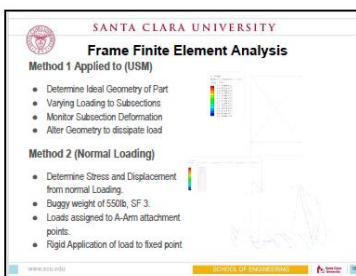 SANTA CLARA UNIVERSITY
Frame Finite Element Analysis
Method 1 Applied to (USM)
● Determine Ideal Geometry of Part
● Varying Loading to Subsections
● Monitor Subsection Deformation
● Alter Geometry to dissipate load
Method 2 (Normal Loading)
● Determine Stress and Displacement
from normal Loading.
● Buggy weight of 550lb, SF 3.
● Loads assigned to A-Arm attachment
points.
● Rigid Application of load to fixed point
www.scu.edu
SCHOOL OF ENGINEERING
Santa Clara
University